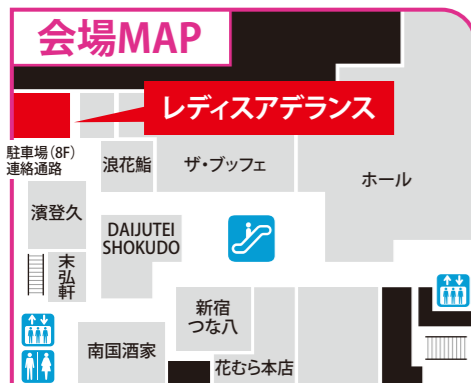 会場MAP
レディスアデランス
駐車場(8F)
連絡通路
浪花鮨
ザ・ブッフェ
ホール
濱登久
DAIJUTEI
SHOKUDO
末弘軒
新宿
つな八
南国酒家
花むら本店